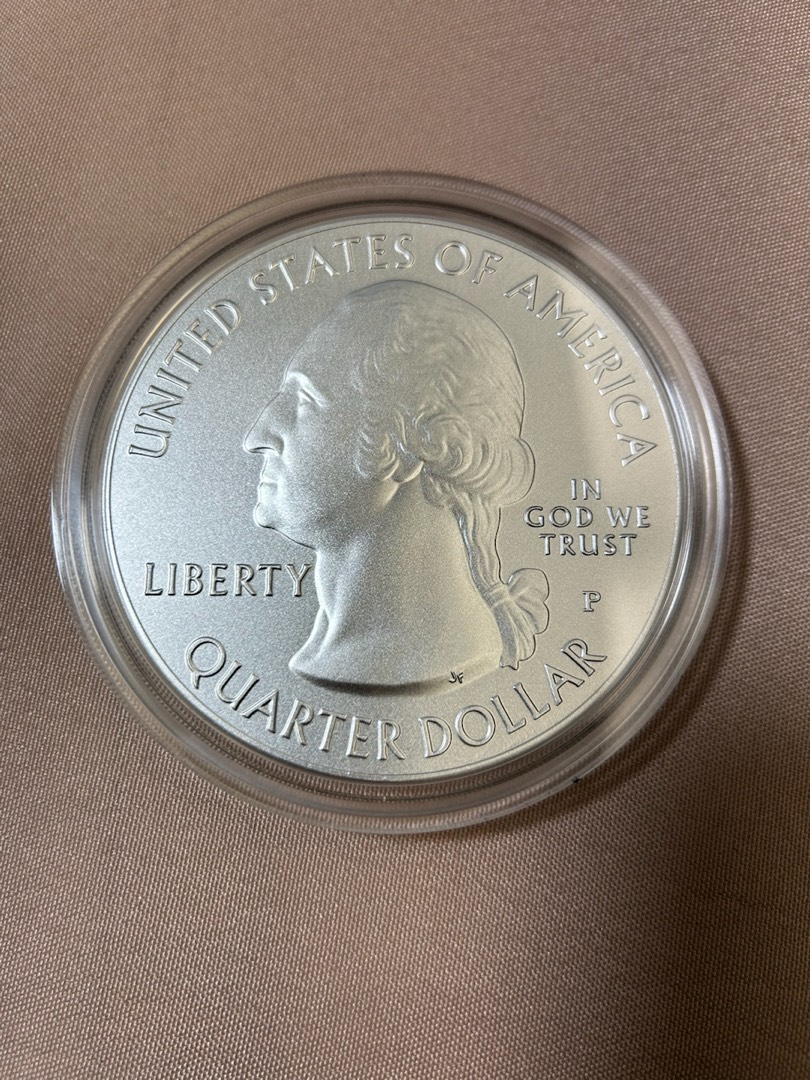 UNITED STATES OF AMERICA
IN
GOD WE
TRUST
LIBERTY
P
JF
QUARTER DOLLAR